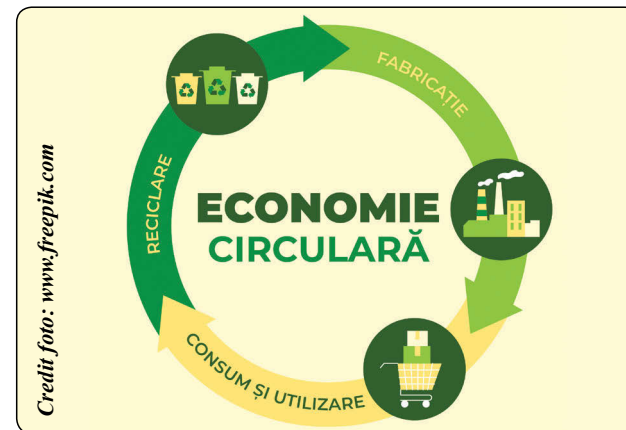 Credit foto: www.freepik.com
ECONOMIE
CIRCULARĂ
FABRICAȚIE
CONSUM ȘI UTILIZARE
RECICLARE